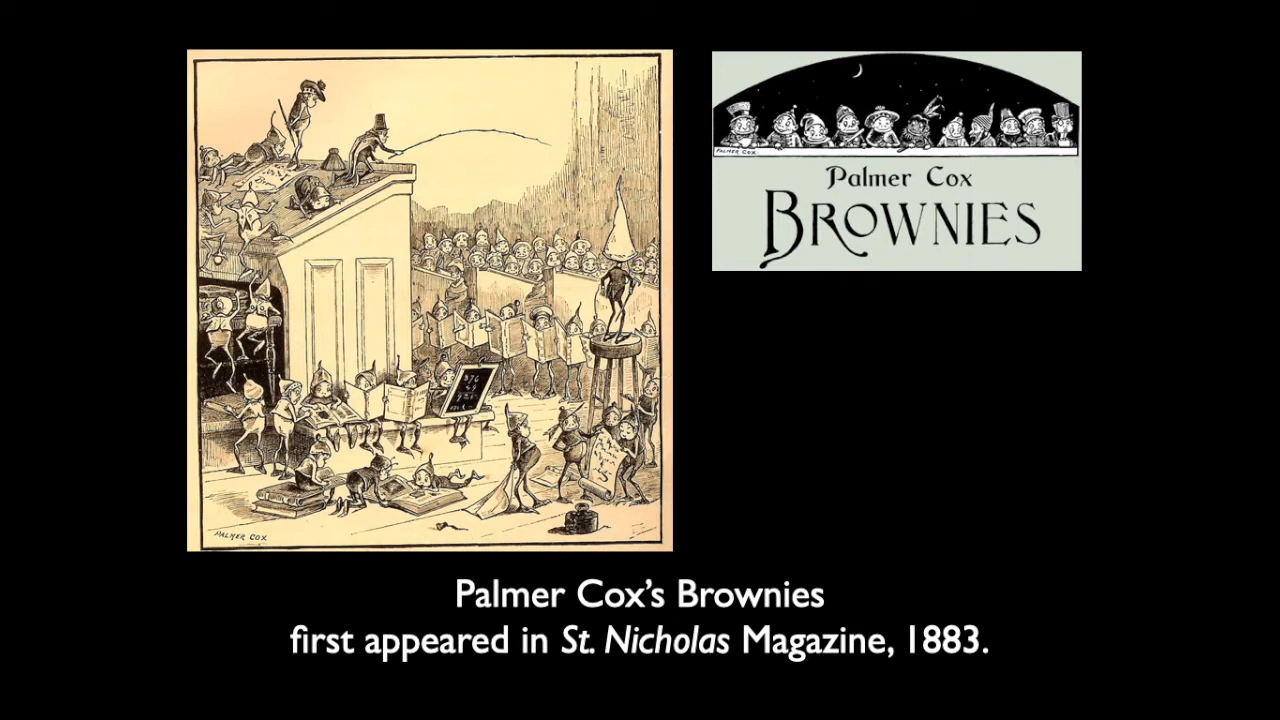 PALMER COX.
Palmer Cox
BROWNIES
PALMER COX
Palmer Cox's Brownies
first appeared in St. Nicholas Magazine, 1883.